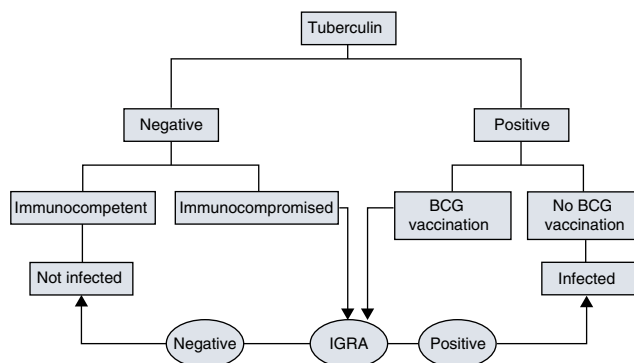 Tuberculin
Negative
Positive
Immunocompetent
Immunocompromised
BCG
vaccination
No BCG
vaccination
Not infected
Infected
Negative
IGRA
Positive